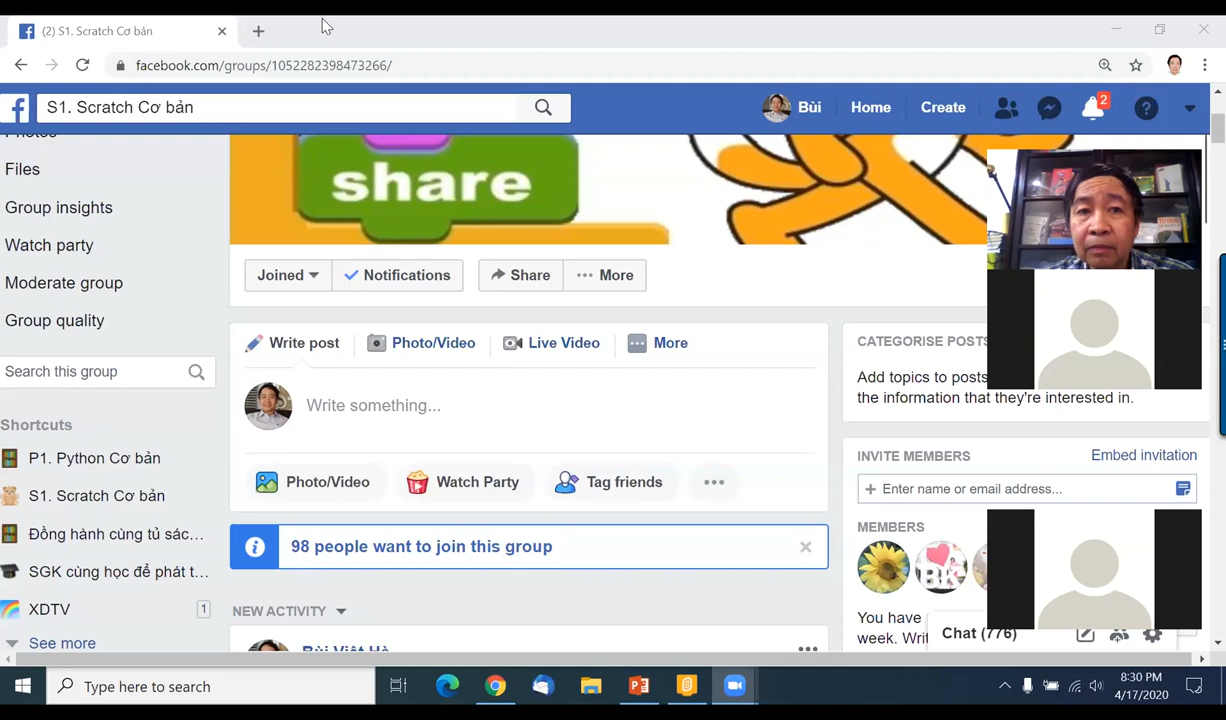 (2) S1. Scratch Cơ bản
facebook.com/groups/1052282398473266/
S1. Scratch Cơ bản
Bùi
Home
Create
2
Photos
Files
Group insights
Watch party
Moderate group
Group quality
Search this group
Shortcuts
P1. Python Cơ bản
S1. Scratch Cơ bản
Đồng hành cùng tủ sác...
SGK cùng học để phát t...
XDTV
1
See more
share
Joined
Notifications
Share
More
Write post
Photo/Video
Live Video
More
Write something...
Photo/Video
Watch Party
Tag friends
98 people want to join this group
NEW ACTIVITY
Bùi Việt Hà
CATEGORISE POSTS
Add topics to posts
the information that they're interested in.
INVITE MEMBERS
Embed invitation
Enter name or email address...
MEMBERS
BK
You have
week. Writ
Chat (776)
Type here to search
8:30 PM
4/17/2020